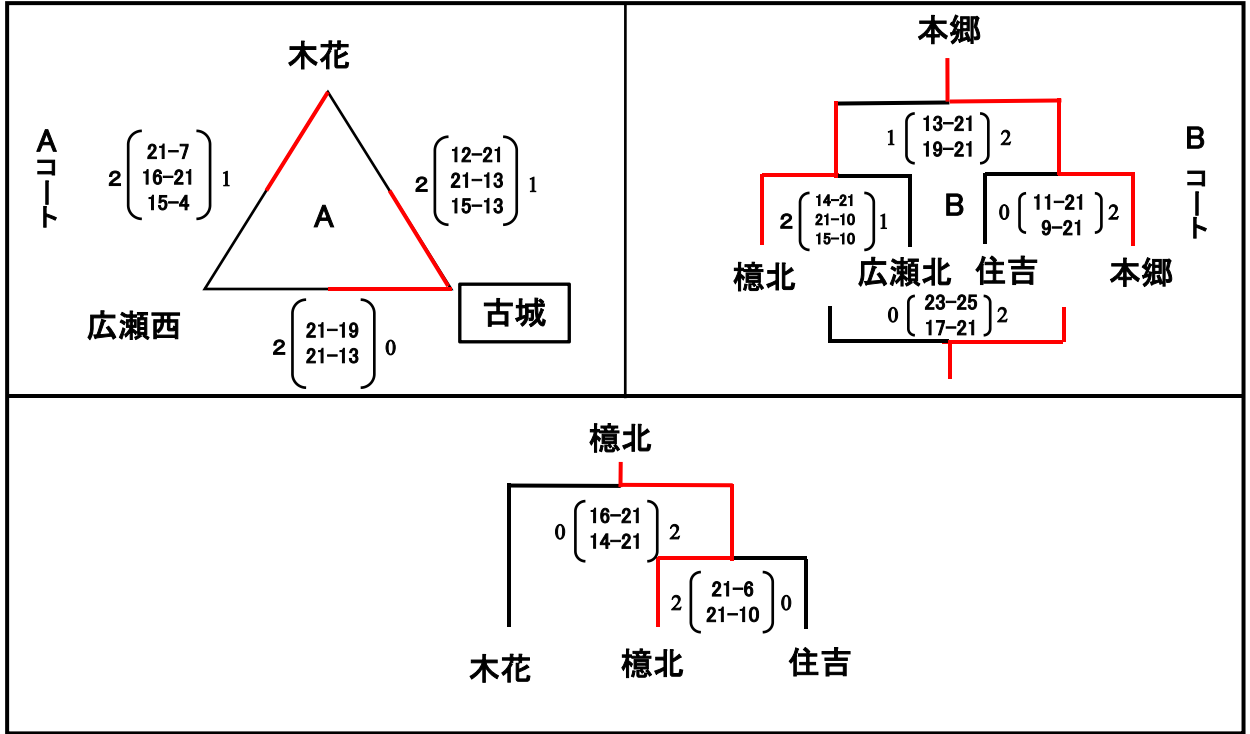 木花
Aコート
2 21-7 1
16-21
15-4
2 12-21 1
21-13
15-13
A
広瀬西
古城
2 21-19 0
21-13
本郷
Bコート
1 13-21 2
19-21
B
2 14-21 1
21-10
15-10
0 11-21 2
9-21
檍北 広瀬北 住吉 本郷
0 23-25 2
17-21
檍北
0 16-21 2
14-21
2 21-6 0
21-10
木花 檍北 住吉